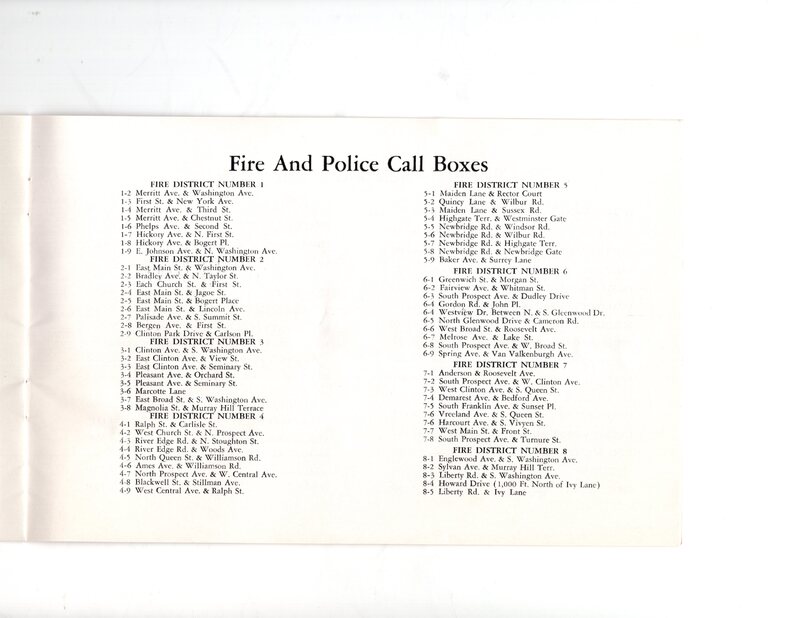 Fire And Police Call Boxes
FIRE DISTRICT NUMBER 1
1-2 Merritt Ave. & Washington Ave.
1-3 First St. & New York Ave.
1-4 Merritt Ave. & Third St.
1-5 Merritt Ave. & Chestnut St.
1-6 Phelps Ave. & Second St.
1-7 Hickory Ave. & N. First St.
1-8 Hickory Ave. & Bogert Pl.
1-9 E. Johnson Ave. & N. Washington Ave.
FIRE DISTRICT NUMBER 2
2-1 East Main St. & Washington Ave.
2-2 Bradley Ave. & N. Taylor St.
2-3 Each Church St. & First St.
2-4 East Main St. & Jagoe St.
2-5 East Main St. & Bogert Place
2-6 East Main St. & Lincoln Ave.
2-7 Palisade Ave. & S. Summit St.
2-8 Bergen Ave. & First St.
2-9 Clinton Park Drive & Carlson Pl.
FIRE DISTRICT NUMBER 3
3-1 Clinton Ave. & S. Washington Ave.
3-2 East Clinton Ave. & View St.
3-3 East Clinton Ave. & Seminary St.
3-4 Pleasant Ave. & Orchard St.
3-5 Pleasant Ave. & Seminary St.
3-6 Marcotte Lane
3-7 East Broad St. & S. Washington Ave.
3-8 Magnolia St. & Murray Hill Terrace
FIRE DISTRICT NUMBER 4
4-1 Ralph St. & Carlisle St.
4-2 West Church St. & N. Prospect Ave.
4-3 River Edge Rd. & N. Stoughton St.
4-4 River Edge Rd. & Woods Ave.
4-5 North Queen St. & Williamson Rd.
4-6 Ames Ave. & Williamson Rd.
4-7 North Prospect Ave. & W. Central Ave.
4-8 Blackwell St. & Stillman Ave.
4-9 West Central Ave. & Ralph St.
FIRE DISTRICT NUMBER 5
5-1 Maiden Lane & Rector Court
5-2 Quincy Lane & Wilbur Rd.
5-3 Maiden Lane & Sussex Rd.
5-4 Highgate Terr. & Westminster Gate
5-5 Newbridge Rd. & Windsor Rd.
5-6 Newbridge Rd. & Wilbur Rd.
5-7 Newbridge Rd. & Highgate Terr.
5-8 Newbridge Rd. & Newbridge Gate
5-9 Baker Ave. & Surrey Lane
FIRE DISTRICT NUMBER 6
6-1 Greenwich St. & Morgan St.
6-2 Fairview Ave. & Whitman St.
6-3 South Prospect Ave. & Dudley Drive
6-4 Gordon Rd. & John Pl.
6-4 Westview Dr. Between N. & S. Glenwood Dr.
6-5 North Glenwood Drive & Cameron Rd.
6-6 West Broad St. & Roosevelt Ave.
6-7 Melrose Ave. & Lake St.
6-8 South Prospect Ave. & W. Broad St.
6-9 Spring Ave. & Van Valkenburgh Ave.
FIRE DISTRICT NUMBER 7
7-1 Anderson & Roosevelt Ave.
7-2 South Prospect Ave. & W. Clinton Ave.
7-3 West Clinton Ave. & S. Queen St.
7-4 Demarest Ave. & Bedford Ave.
7-5 South Franklin Ave. & Sunset Pl.
7-6 Vreeland Ave. & S. Queen St.
7-6 Harcourt Ave. & S. Vivyen St.
7-7 West Main St. & Front St.
7-8 South Prospect Ave. & Turnure St.
FIRE DISTRICT NUMBER 8
8-1 Englewood Ave. & S. Washington Ave.
8-2 Sylvan Ave. & Murray Hill Terr.
8-3 Liberty Rd. & S. Washington Ave.
8-4 Howard Drive (1,000 Ft. North of Ivy Lane)
8-5 Liberty Rd. & Ivy Lane